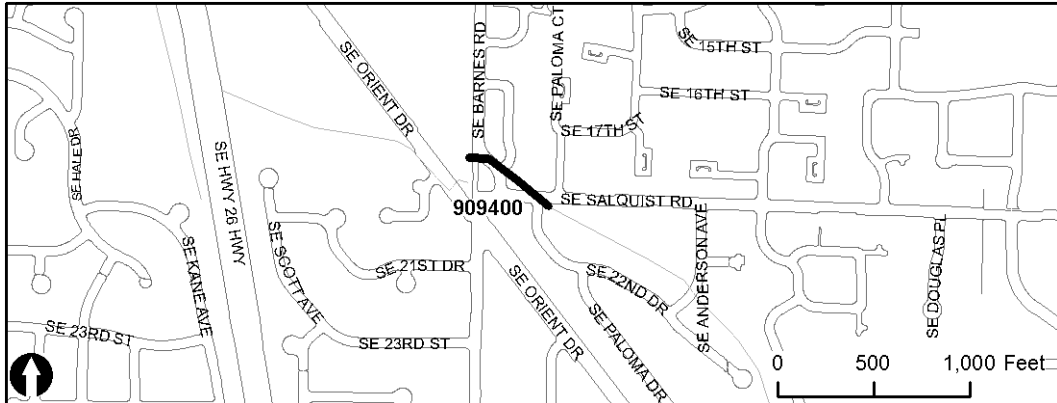 SE 15TH ST
SE PALOMA CT
SE BARNES RD
SE ORIENT DR
SE 16TH ST
SE 17TH ST
SE HALE DR
SE HWY 26 HWY
SE SALQUIST RD
909400
SE KANE AVE
SE SCOTT AVE
SE 21ST DR
SE 22ND DR
SE ANDERSON AVE
SE DOUGLAS PL
SE ORIENT DR
SE PALOMA DR
SE 23RD ST
SE 23RD ST
0 500 1,000 Feet